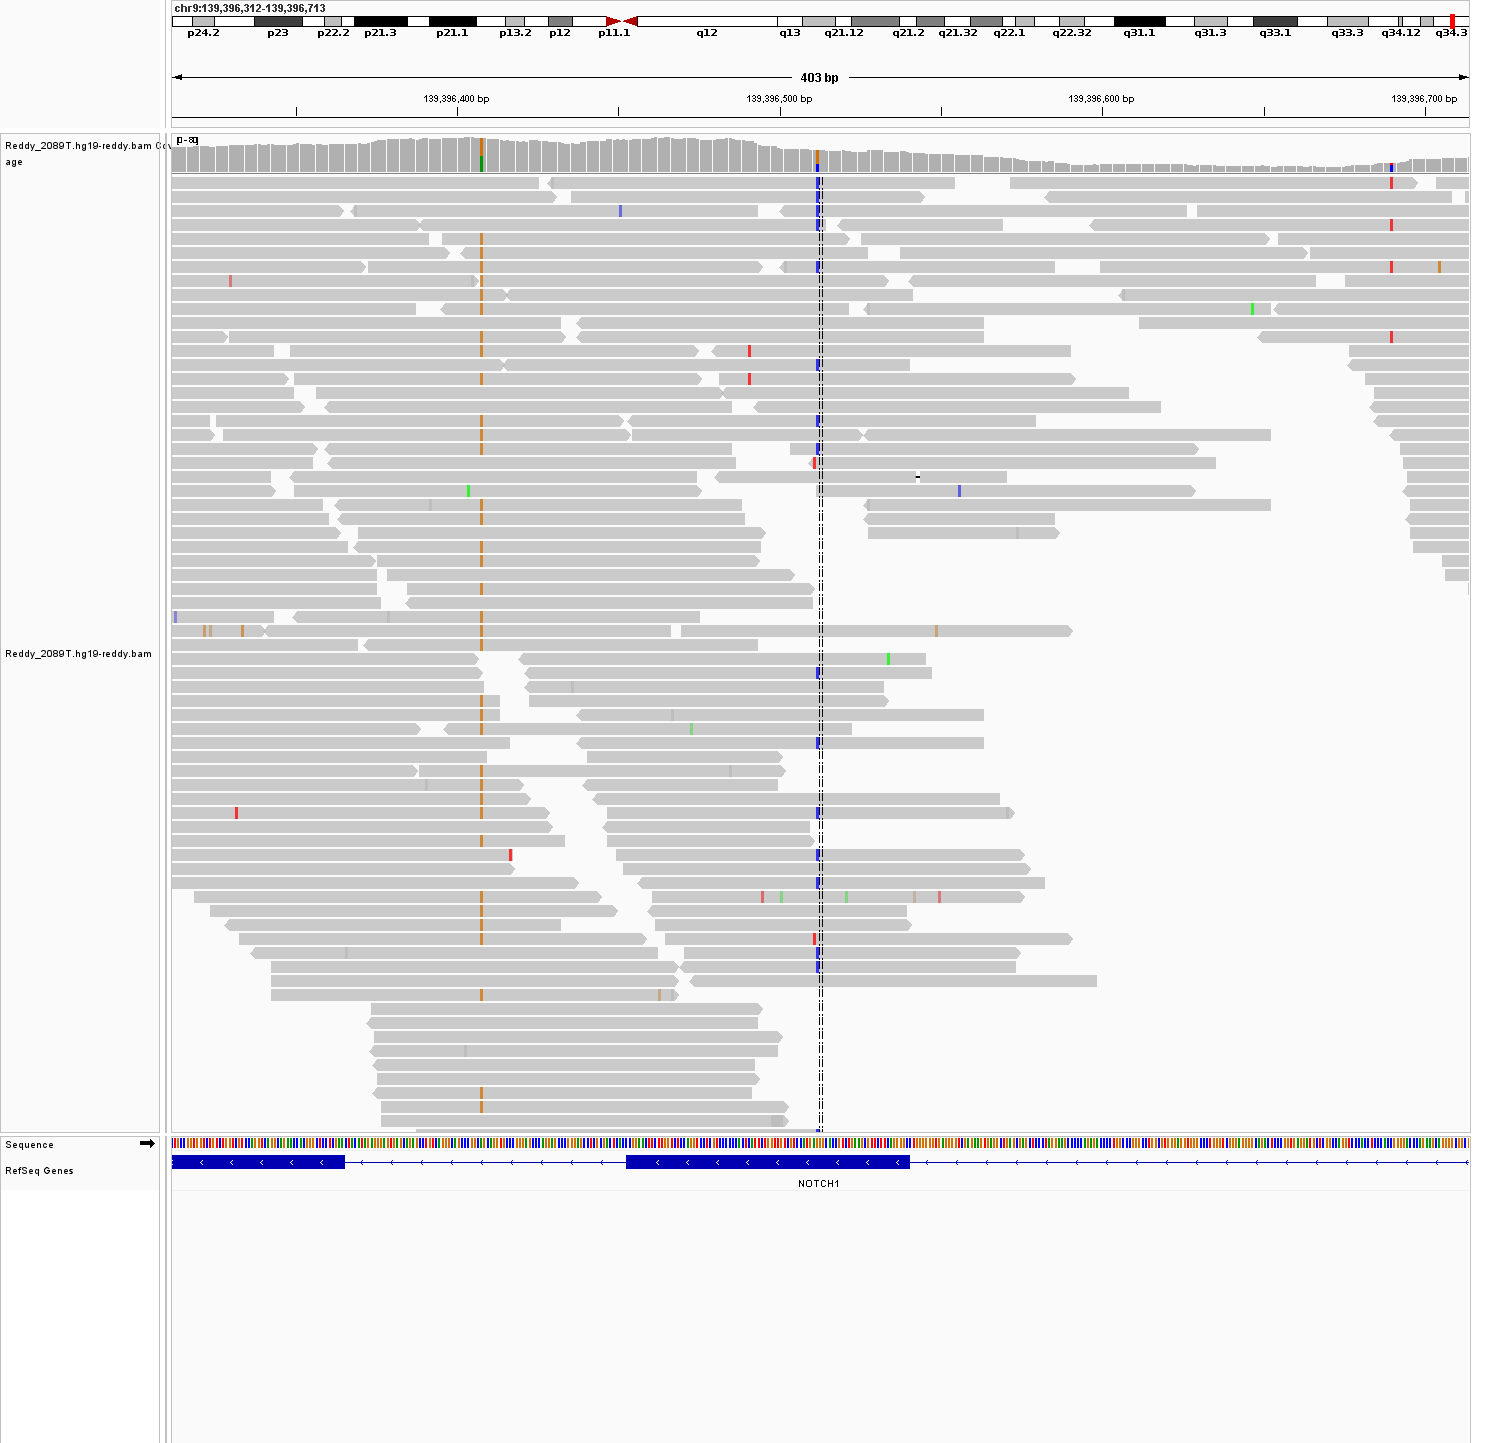 chr9:139,396,312-139,396,713
p24.2 p23 p22.2 p21.3 p21.1 p13.2 p12 p11.1 q12 q13 q21.12 q21.2 q21.32 q22.1 q22.32 q31.1 q31.3 q33.1 q33.3 q34.12 q34.3
403 bp
139,396,400 bp 139,396,500 bp 139,396,600 bp 139,396,700 bp
Reddy_2089T.hg19-reddy.bam Cov
age
Reddy_2089T.hg19-reddy.bam
Sequence
RefSeq Genes
NOTCH1